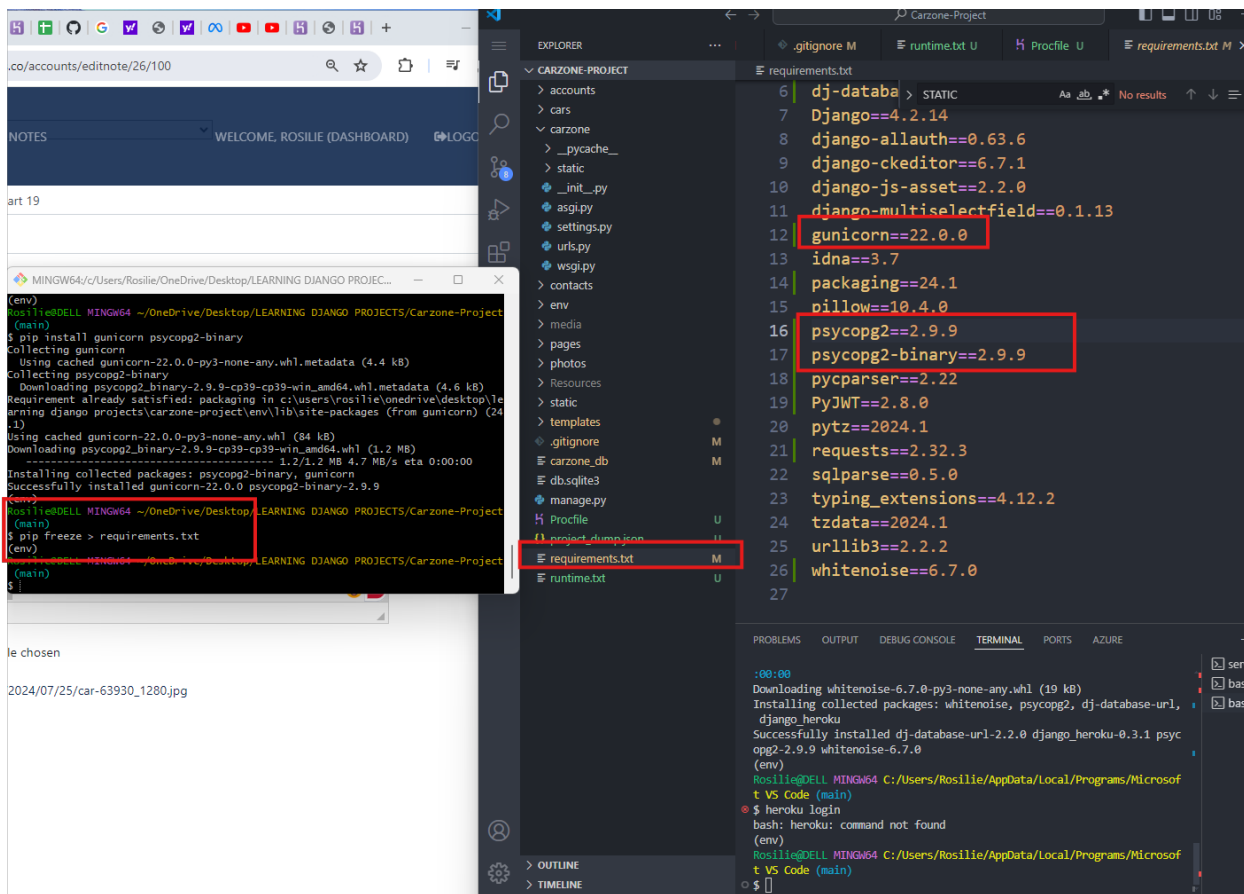 .co/accounts/editnote/26/100
NOTES
WELCOME, ROSILIE (DASHBOARD)
LOGO
art 19
MINGW64:/c/Users/Rosilie/OneDrive/Desktop/LEARNING DJANGO PROJEC...
(env)
Rosilie@DELL MINGW64 ~/OneDrive/Desktop/LEARNING DJANGO PROJECTS/Carzone-Project
(main)
$ pip install gunicorn psycopg2-binary
Collecting gunicorn
Using cached gunicorn-22.0.0-py3-none-any.whl.metadata (4.4 kB)
Collecting psycopg2-binary
Downloading psycopg2_binary-2.9.9-cp39-cp39-win_amd64.whl.metadata (4.6 kB)
Requirement already satisfied: packaging in c:\users\rosilie\onedrive\desktop\le
arning django projects\carzone-project\env\lib\site-packages (from gunicorn) (24
.1)
Using cached gunicorn-22.0.0-py3-none-any.whl (84 kB)
Downloading psycopg2_binary-2.9.9-cp39-cp39-win_amd64.whl (1.2 MB)
---------------------------------------- 1.2/1.2 MB 4.7 MB/s eta 0:00:00
Installing collected packages: psycopg2-binary, gunicorn
Successfully installed gunicorn-22.0.0 psycopg2-binary-2.9.9
(env)
Rosilie@DELL MINGW64 ~/OneDrive/Desktop/LEARNING DJANGO PROJECTS/Carzone-Project
(main)
$ pip freeze > requirements.txt
(env)
Rosilie@DELL MINGW64 ~/OneDrive/Desktop/LEARNING DJANGO PROJECTS/Carzone-Project
(main)
$
le chosen
2024/07/25/car-63930_1280.jpg
Carzone-Project
EXPLORER
CARZONE-PROJECT
accounts
cars
carzone
__pycache__
static
__init__.py
asgi.py
settings.py
urls.py
wsgi.py
contacts
env
media
pages
photos
Resources
static
templates
.gitignore M
carzone_db M
db.sqlite3
manage.py
Procfile U
project_dump.json U
requirements.txt M
runtime.txt U
OUTLINE
TIMELINE
8
.gitignore M
runtime.txt U
Procfile U
requirements.txt M
requirements.txt
STATIC
Aa ab .* No results
6 dj-databa
7 Django==4.2.14
8 django-allauth==0.63.6
9 django-ckeditor==6.7.1
10 django-js-asset==2.2.0
11 django-multiselectfield==0.1.13
12 gunicorn==22.0.0
13 idna==3.7
14 packaging==24.1
15 pillow==10.4.0
16 psycopg2==2.9.9
17 psycopg2-binary==2.9.9
18 pycparser==2.22
19 PyJWT==2.8.0
20 pytz==2024.1
21 requests==2.32.3
22 sqlparse==0.5.0
23 typing_extensions==4.12.2
24 tzdata==2024.1
25 urllib3==2.2.2
26 whitenoise==6.7.0
27
PROBLEMS OUTPUT DEBUG CONSOLE TERMINAL PORTS AZURE
:00:00
Downloading whitenoise-6.7.0-py3-none-any.whl (19 kB)
Installing collected packages: whitenoise, psycopg2, dj-database-url,
django_heroku
Successfully installed dj-database-url-2.2.0 django_heroku-0.3.1 psyc
opg2-2.9.9 whitenoise-6.7.0
(env)
Rosilie@DELL MINGW64 C:/Users/Rosilie/AppData/Local/Programs/Microsof
t VS Code (main)
$ heroku login
bash: heroku: command not found
(env)
Rosilie@DELL MINGW64 C:/Users/Rosilie/AppData/Local/Programs/Microsof
t VS Code (main)
$
ser
bas
bas